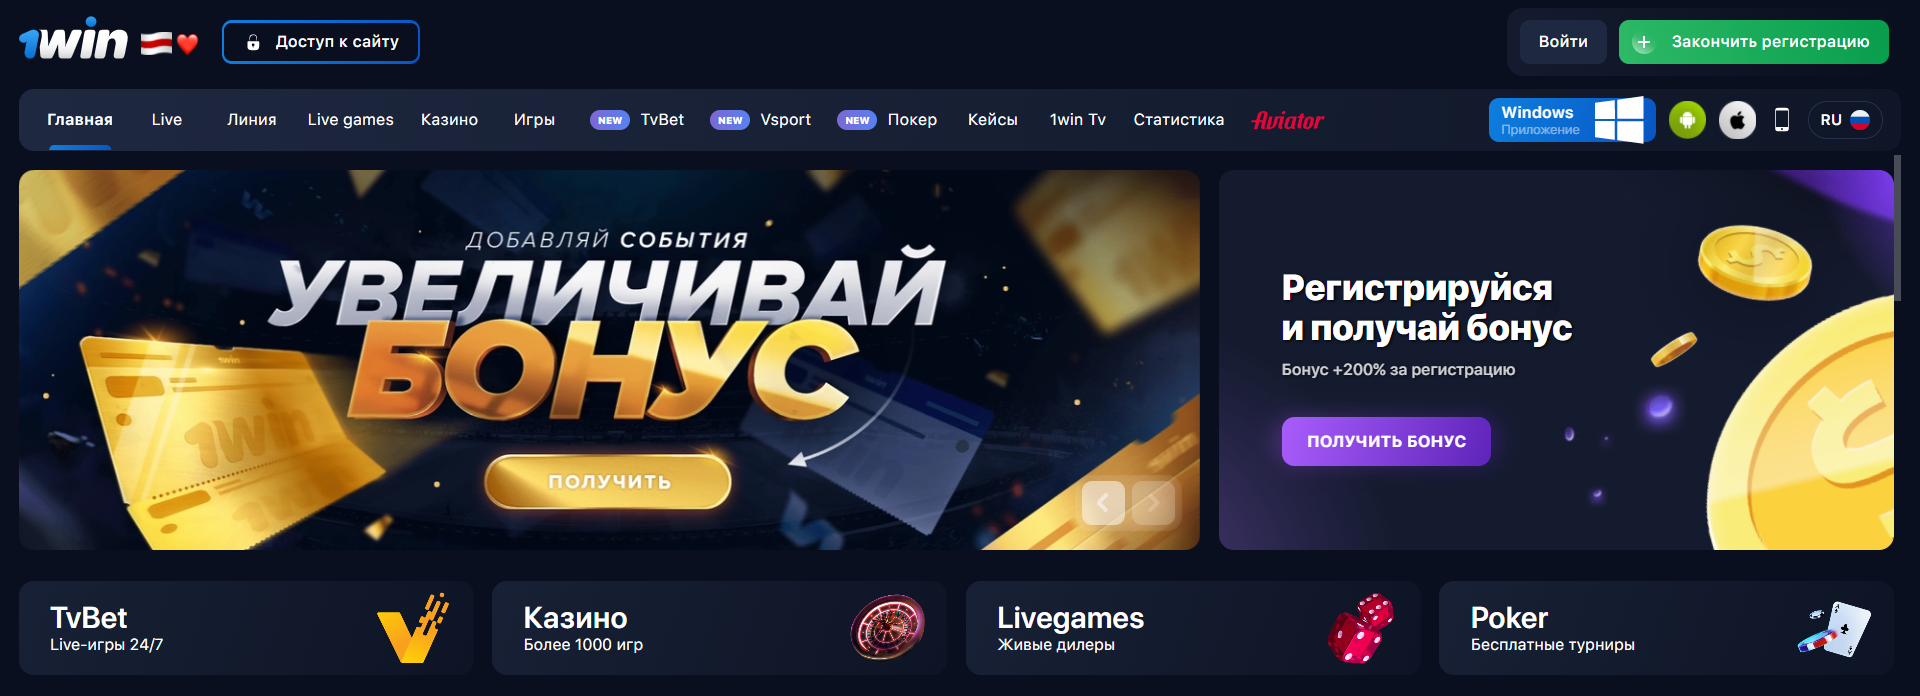 1win
Доступ к сайту
Войти
Закончить регистрацию
Главная
Live
Линия
Live games
Казино
Игры
NEW TvBet
NEW Vsport
NEW Покер
Кейсы
1win Tv
Статистика
Aviator
Windows
Приложение
RU
ДОБАВЛЯЙ СОБЫТИЯ
УВЕЛИЧИВАЙ
БОНУС
ПОЛУЧИТЬ
1win
1win
Регистрируйся
и получай бонус
Бонус +200% за регистрацию
ПОЛУЧИТЬ БОНУС
TvBet
Live-игры 24/7
Казино
Более 1000 игр
Livegames
Живые дилеры
Poker
Бесплатные турниры